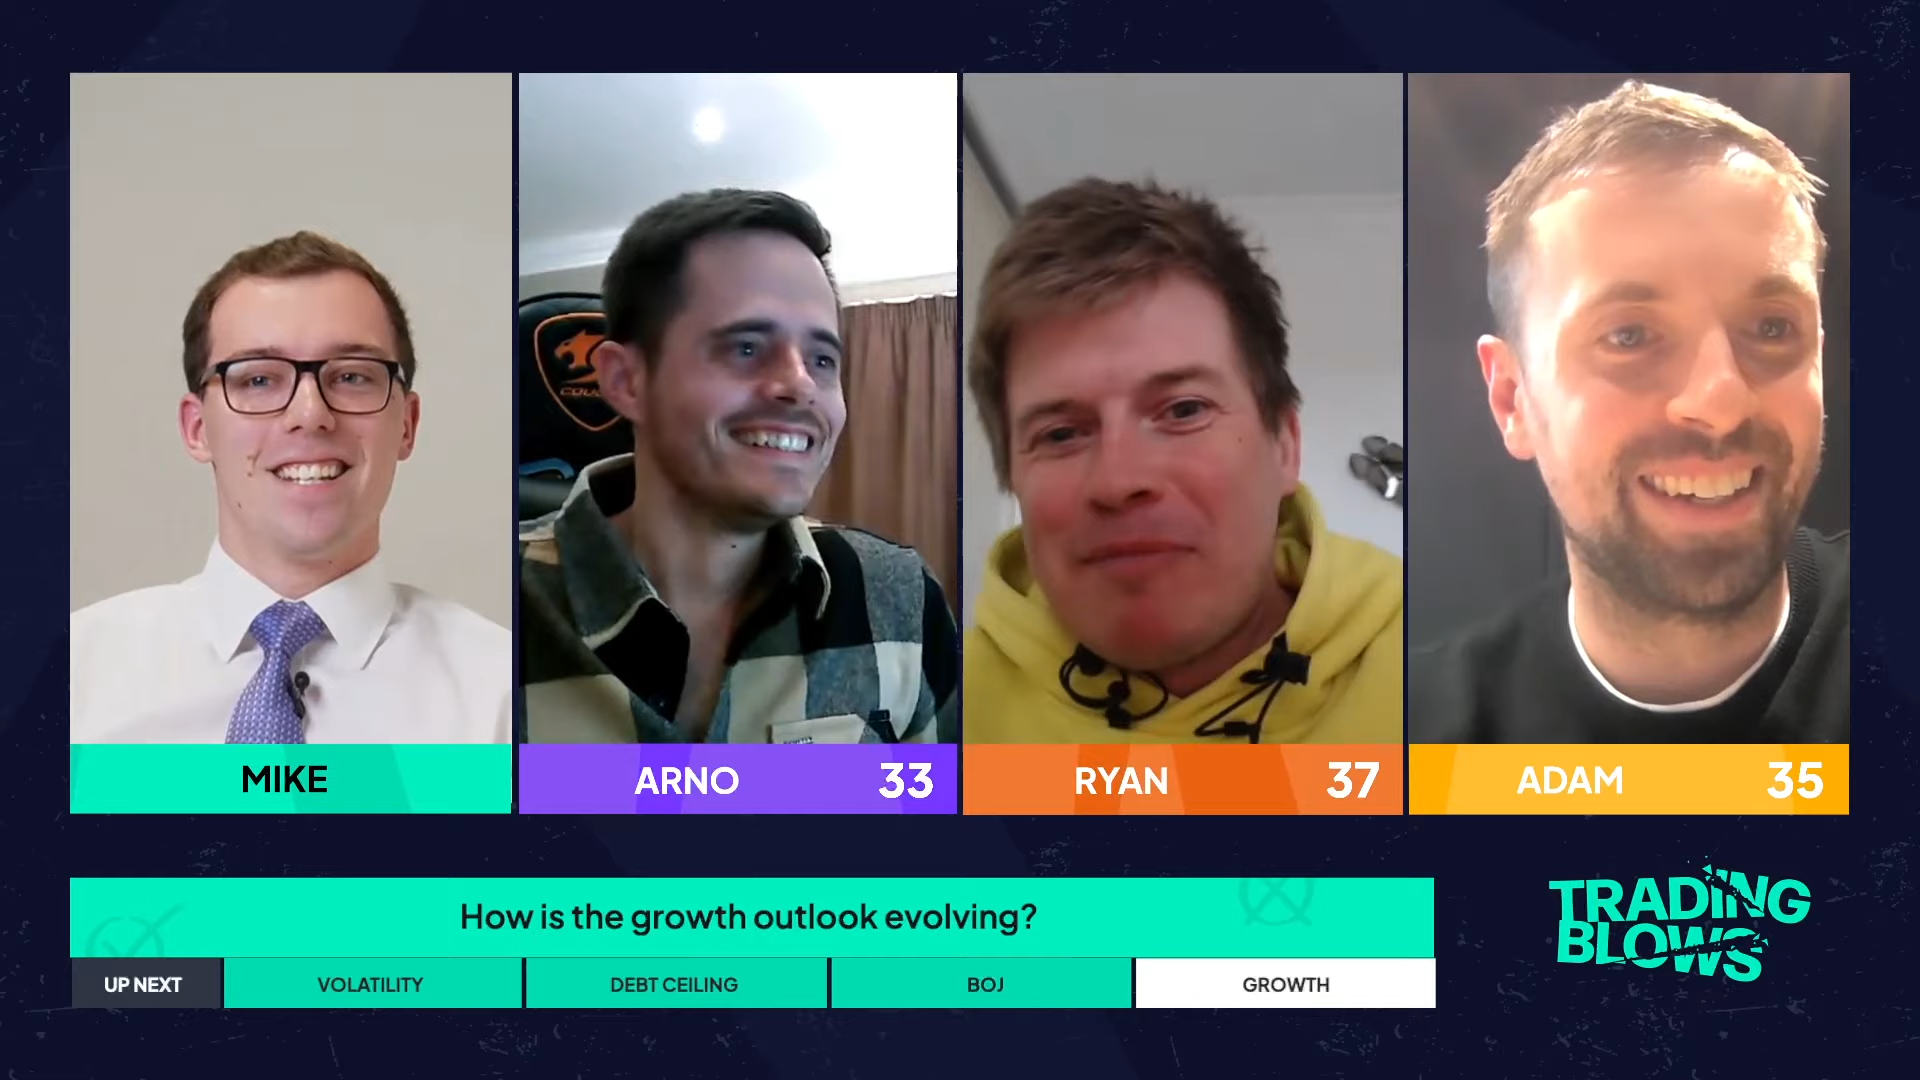 MIKE
ARNO 33
RYAN 37
ADAM 35
How is the growth outlook evolving?
UP NEXT
VOLATILITY
DEBT CEILING
BOJ
GROWTH
TRADING
BLOWS